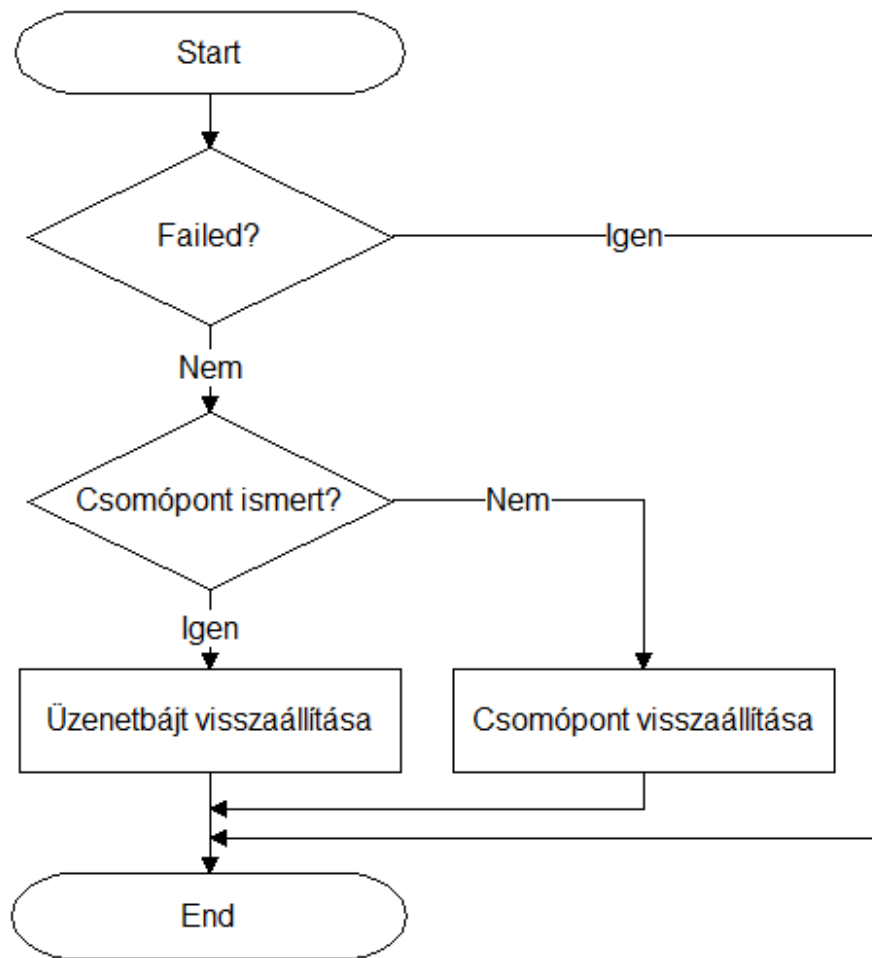 Start
Failed?
Igen
Nem
Csomópont ismert?
Nem
Igen
Üzenetbájt visszaállítása
Csomópont visszaállítása
End